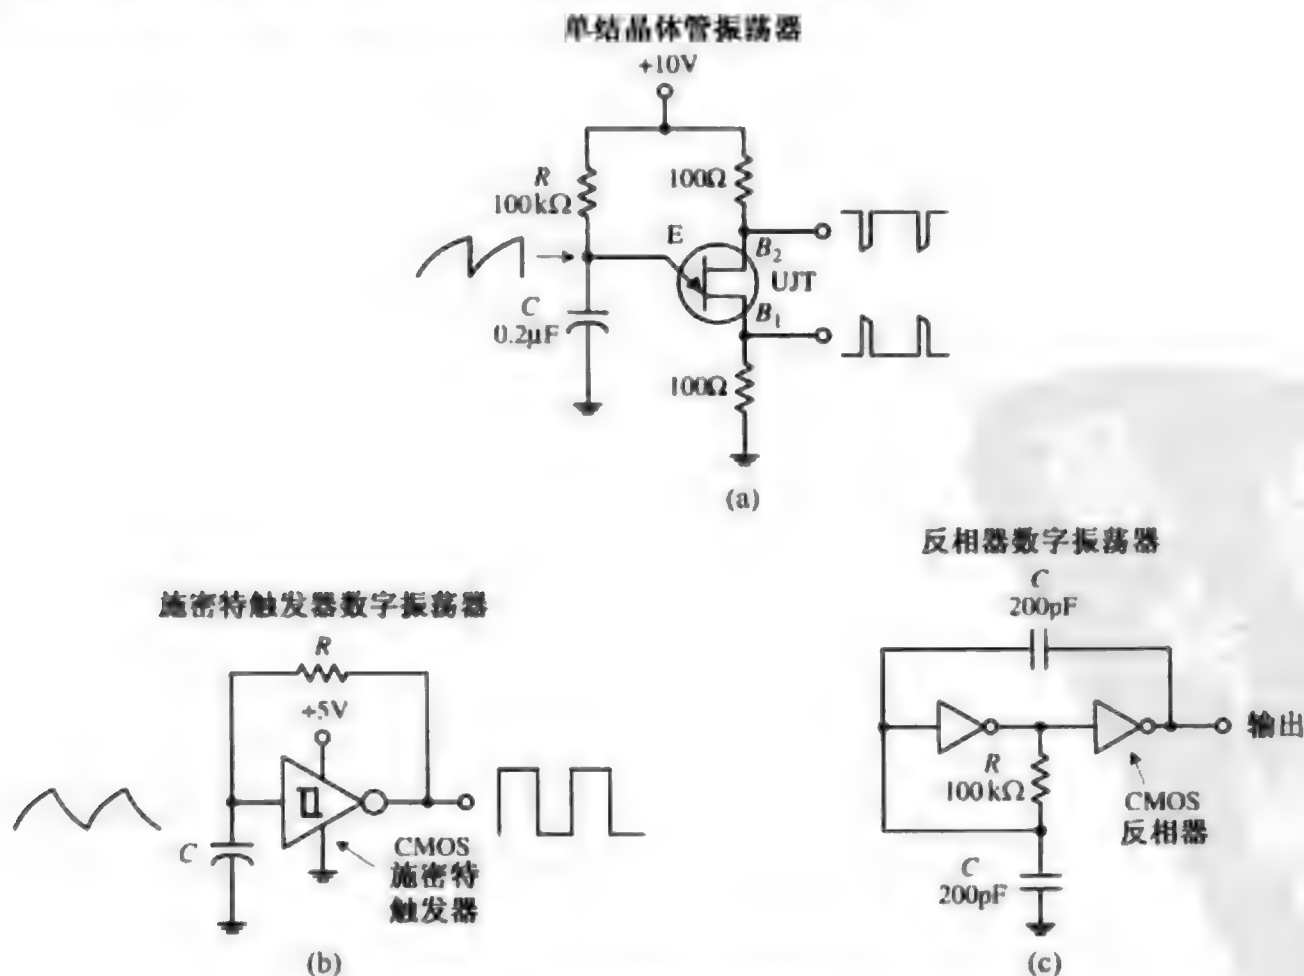 单结晶体管振荡器
+10V
R
100kΩ
100Ω
E
B₂
UJT
C
0.2μF
B₁
100Ω
(a)
施密特触发器数字振荡器
R
+5V
C
CMOS
施密特
触发器
(b)
反相器数字振荡器
C
200pF
输出
R
100kΩ
CMOS
反相器
C
200pF
(c)